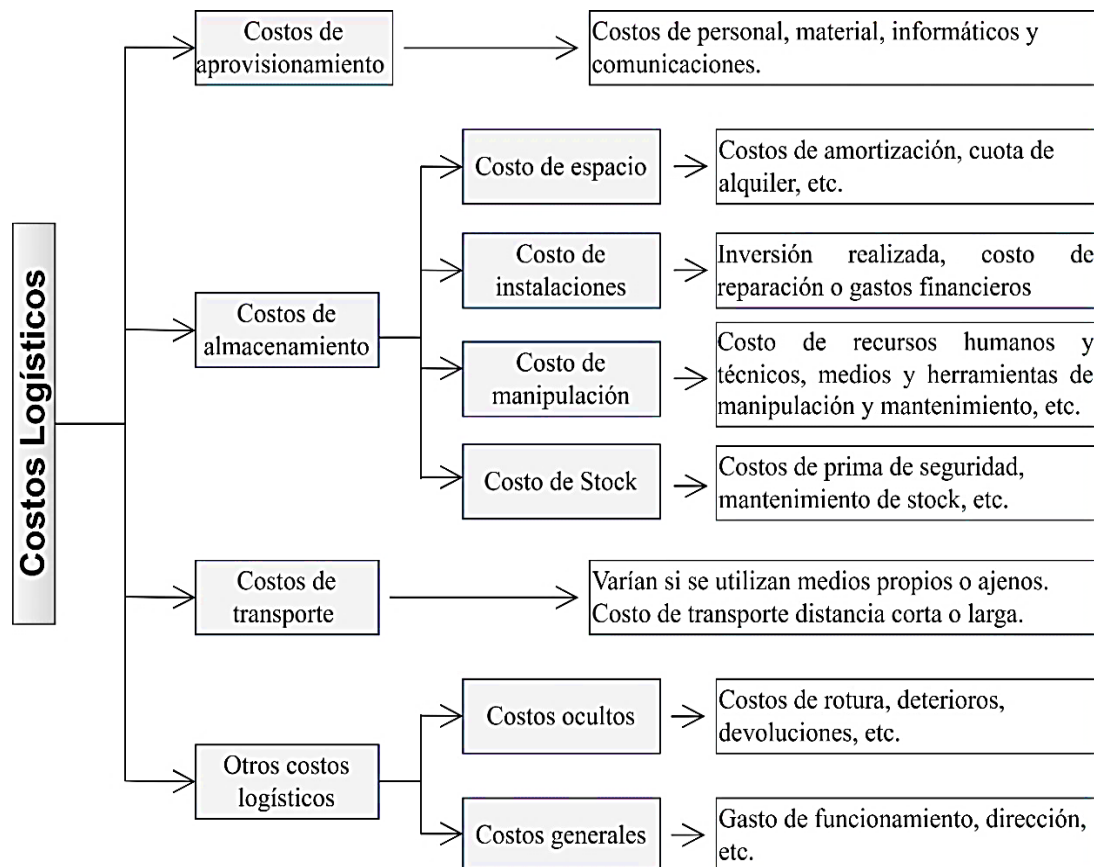 Costos Logísticos
Costos de
aprovisionamiento
Costos de personal, material, informáticos y
comunicaciones.
Costos de
almacenamiento
Costo de espacio
Costos de amortización, cuota de
alquiler, etc.
Costo de
instalaciones
Inversión realizada, costo de
reparación o gastos financieros
Costo de
manipulación
Costo de recursos humanos y
técnicos, medios y herramientas de
manipulación y mantenimiento, etc.
Costo de Stock
Costos de prima de seguridad,
mantenimiento de stock, etc.
Costos de
transporte
Varían si se utilizan medios propios o ajenos.
Costo de transporte distancia corta o larga.
Otros costos
logísticos
Costos ocultos
Costos de rotura, deterioros,
devoluciones, etc.
Costos generales
Gasto de funcionamiento, dirección,
etc.